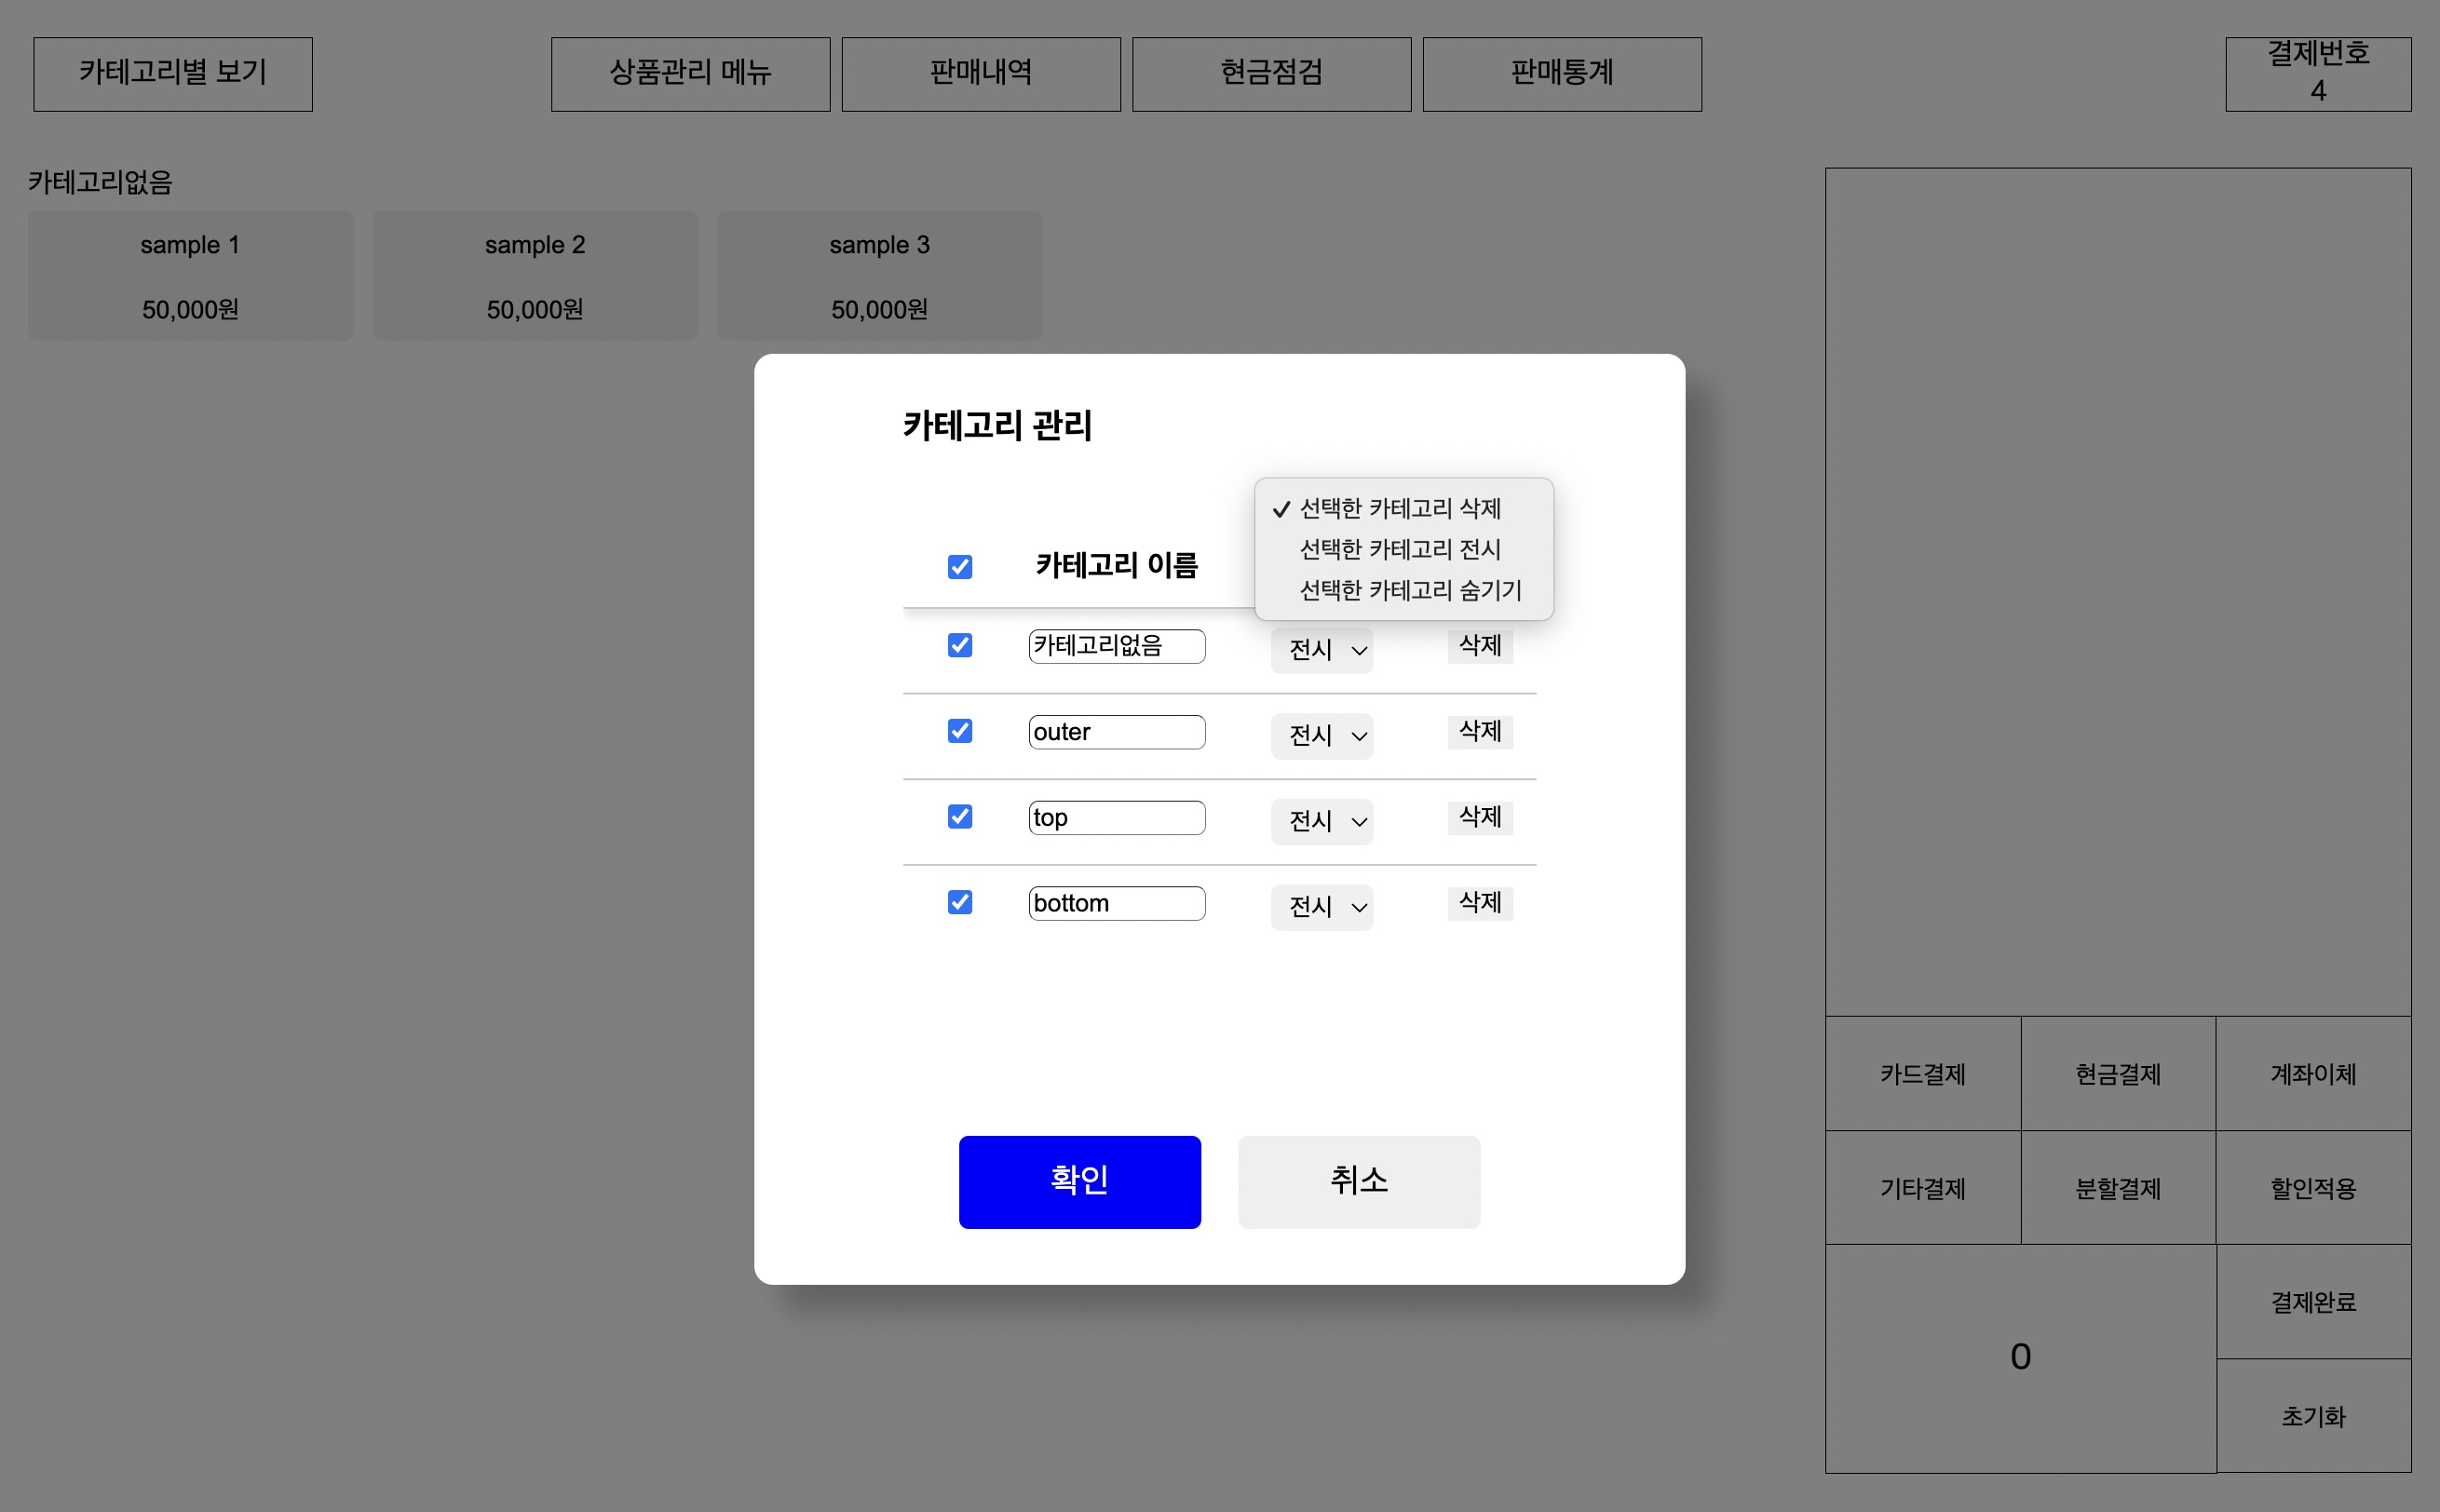 카테고리별 보기
상품관리 메뉴
판매내역
현금점검
판매통계
결제번호
4
카테고리없음
sample 1
50,000원
sample 2
50,000원
sample 3
50,000원
카테고리 관리
선택한 카테고리 삭제
선택한 카테고리 전시
선택한 카테고리 숨기기
카테고리 이름
카테고리없음 전시 삭제
outer 전시 삭제
top 전시 삭제
bottom 전시 삭제
확인 취소
카드결제 현금결제 계좌이체
기타결제 분할결제 할인적용
0
결제완료
초기화